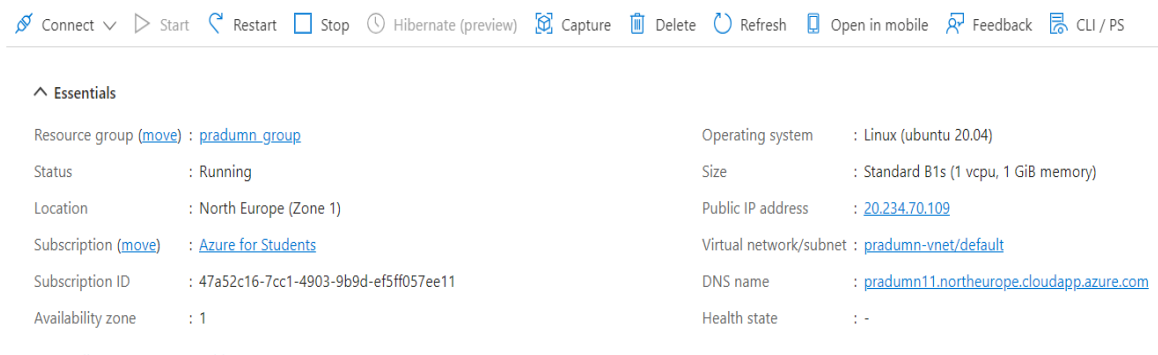 Connect Start Restart Stop Hibernate (preview) Capture Delete Refresh Open in mobile Feedback CLI / PS
Essentials
Resource group (move) : pradumn_group
Status : Running
Location : North Europe (Zone 1)
Subscription (move) : Azure for Students
Subscription ID : 47a52c16-7cc1-4903-9b9d-ef5ff057ee11
Availability zone : 1
Operating system : Linux (ubuntu 20.04)
Size : Standard B1s (1 vcpu, 1 GiB memory)
Public IP address : 20.234.70.109
Virtual network/subnet : pradumn-vnet/default
DNS name : pradumn11.northeurope.cloudapp.azure.com
Health state : -